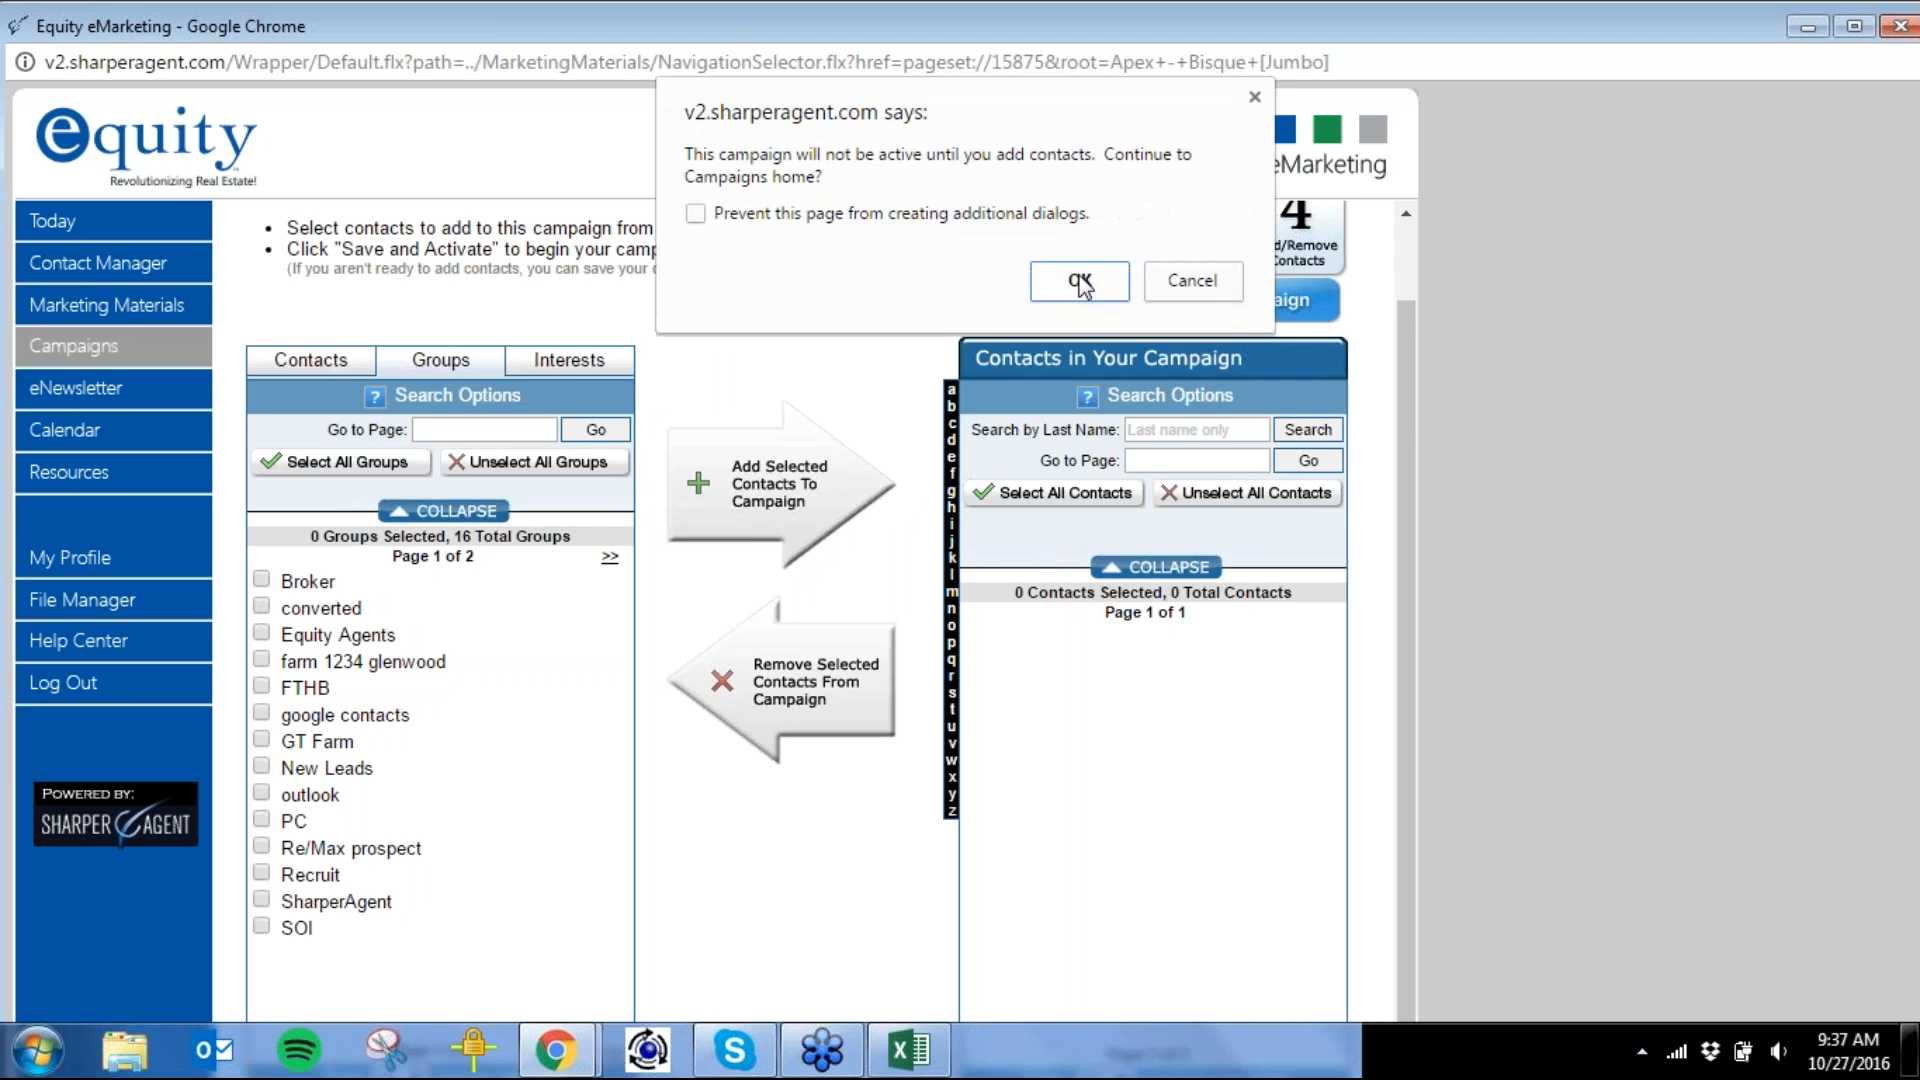 Equity eMarketing - Google Chrome
v2.sharperagent.com/Wrapper/Default.flx?path=../MarketingMaterials/NavigationSelector.flx?href=pageset://15875&root=Apex+-+Bisque+[Jumbo]
equity
Revolutionizing Real Estate!
v2.sharperagent.com says:
This campaign will not be active until you add contacts. Continue to
Campaigns home?
Prevent this page from creating additional dialogs.
OK
Cancel
eMarketing
4
d/Remove
ontacts
aign
Today
Contact Manager
Marketing Materials
Campaigns
eNewsletter
Calendar
Resources
My Profile
File Manager
Help Center
Log Out
POWERED BY:
SHARPER AGENT
Select contacts to add to this campaign from
Click "Save and Activate" to begin your camp
(If you aren't ready to add contacts, you can save your
Contacts
Groups
Interests
? Search Options
Go to Page:
Go
Select All Groups
Unselect All Groups
COLLAPSE
0 Groups Selected, 16 Total Groups
Page 1 of 2
>>
Broker
converted
Equity Agents
farm 1234 glenwood
FTHB
google contacts
GT Farm
New Leads
outlook
PC
Re/Max prospect
Recruit
SharperAgent
SOI
Add Selected
Contacts To
Campaign
Remove Selected
Contacts From
Campaign
a
b
c
d
e
f
g
h
i
j
k
l
m
n
o
p
q
r
s
t
u
v
w
x
y
z
Contacts in Your Campaign
? Search Options
Search by Last Name:
Last name only
Search
Go to Page:
Go
Select All Contacts
Unselect All Contacts
COLLAPSE
0 Contacts Selected, 0 Total Contacts
Page 1 of 1
9:37 AM
10/27/2016